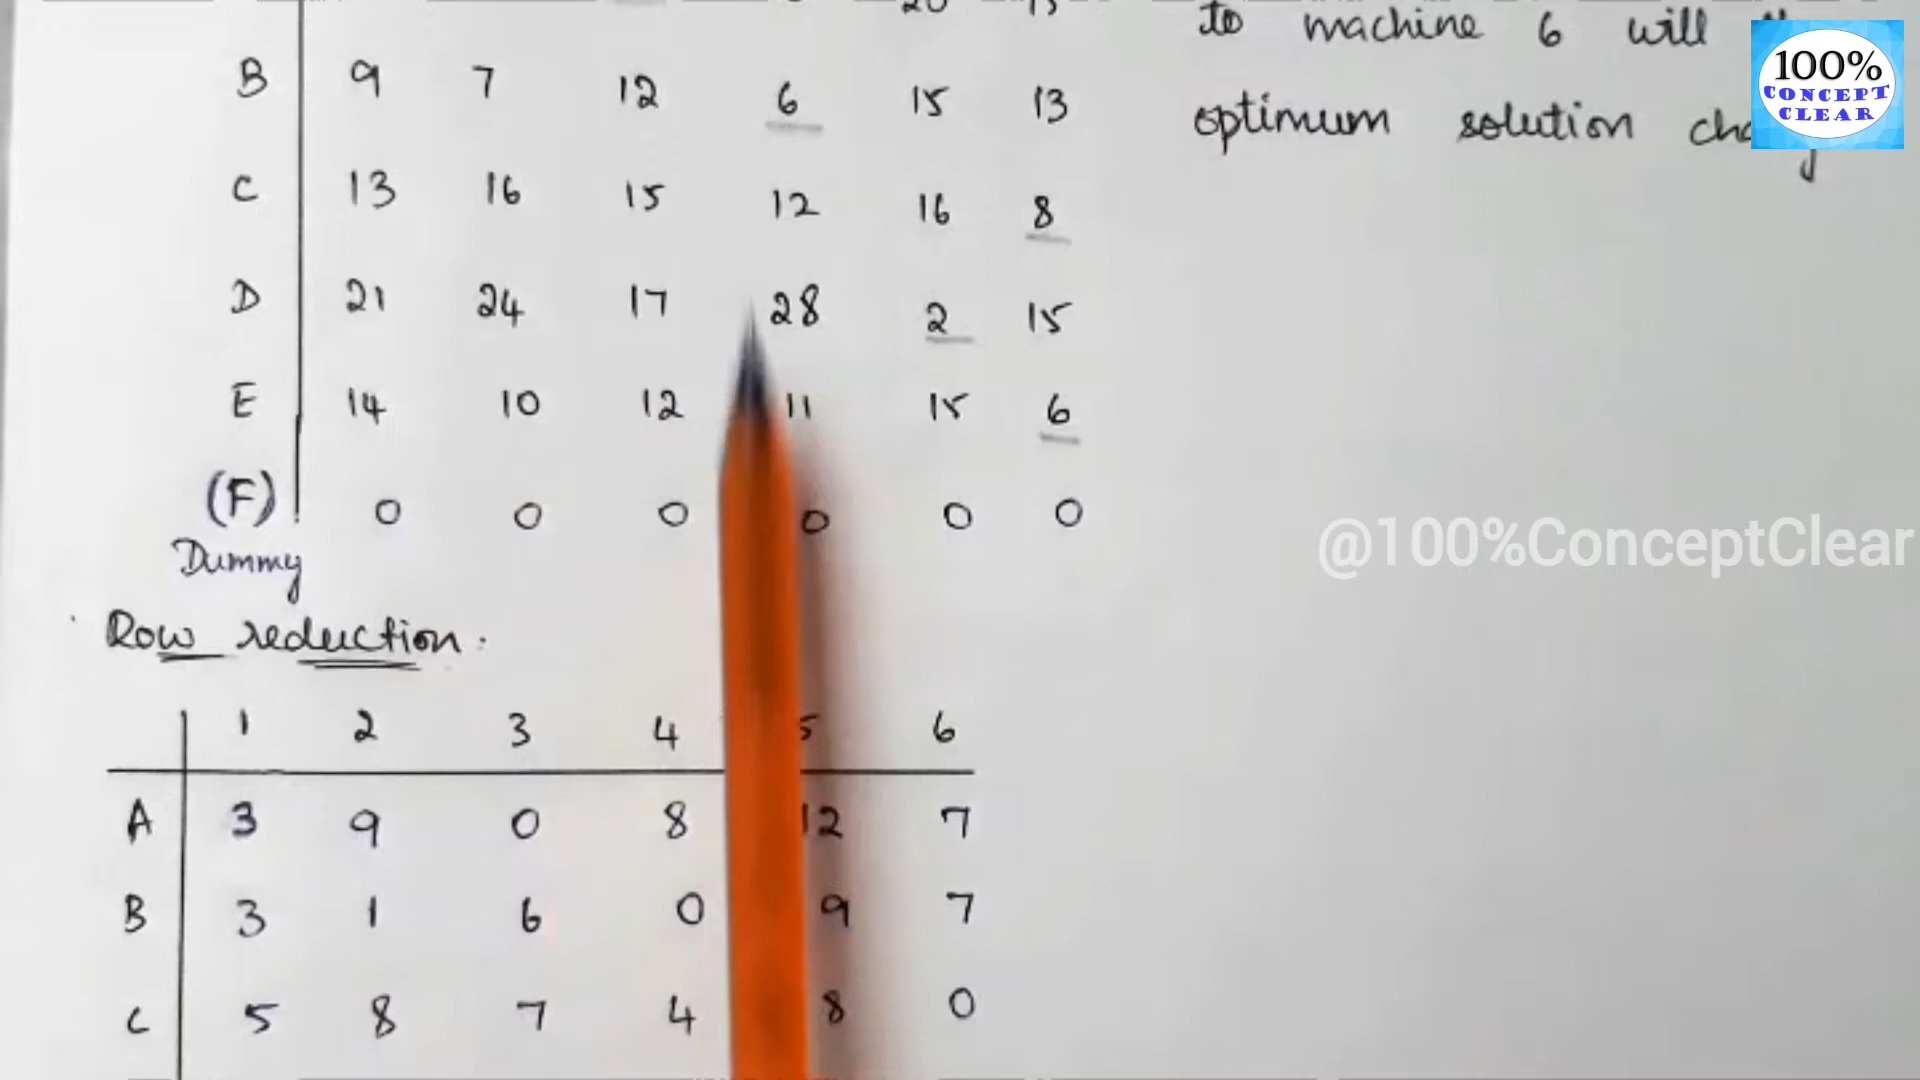 to machine 6 will
optimum solution
B 9 7 12 6 15 13
C 13 16 15 12 16 8
D 21 24 17 28 2 15
E 14 10 12 11 15 6
(F) 0 0 0 0 0 0
Dummy
Row reduction:
1 2 3 4 5 6
A 3 9 0 8 12 7
B 3 1 6 0 9 7
C 5 8 7 4 8 0
100%
CONCEPT
CLEAR
@100%ConceptClear